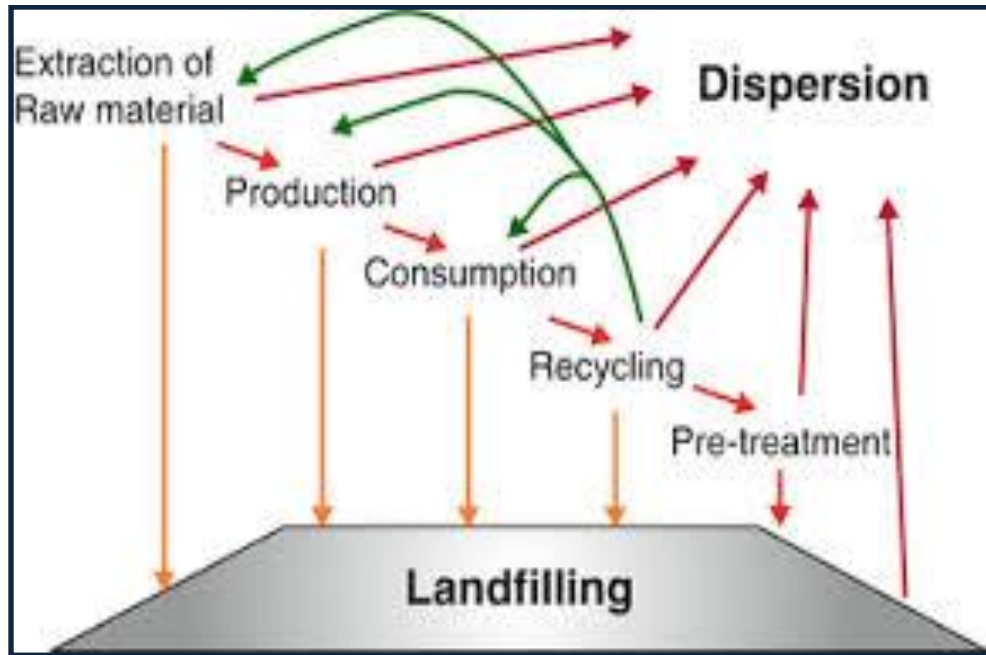 Extraction of
Raw material
Dispersion
Production
Consumption
Recycling
Pre-treatment
Landfilling